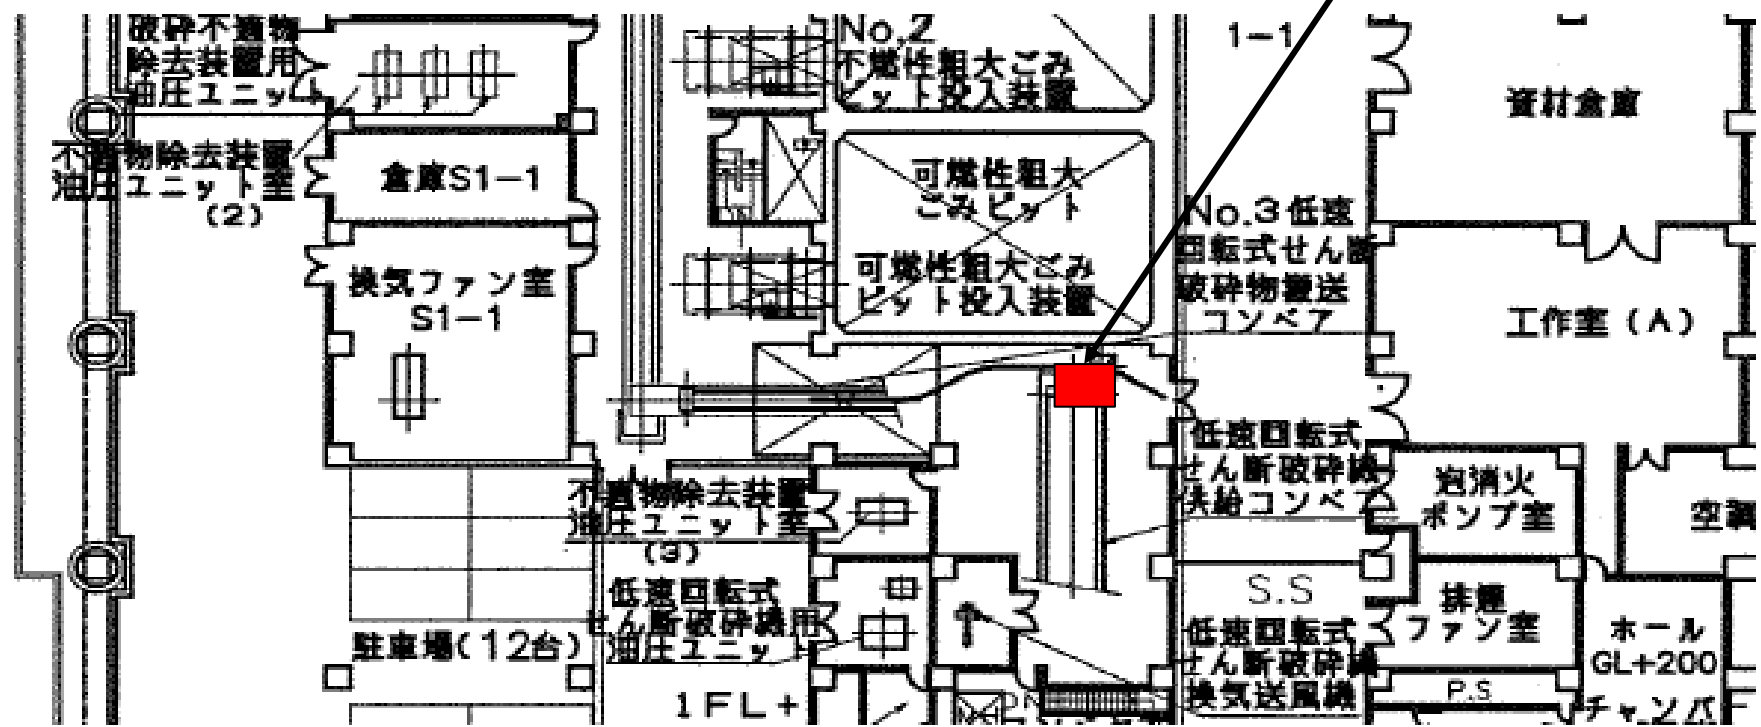 破砕不適物
除去装置用
油圧ユニット
不適物除去装置
油圧ユニット室
(2)
倉庫S1-1
換気ファン室
S1-1
No.2
不燃性粗大ごみ
ピット投入装置
可燃性粗大
ごみピット
可燃性粗大ごみ
ピット投入装置
1-1
資材倉庫
No.3低速
回転式せん断
破砕物搬送
コンベア
工作室(A)
低速回転式
せん断破砕機
供給コンベア
泡消火
ポンプ室
空調
不適物除去装置
油圧ユニット室
(3)
低速回転式
せん断破砕機用
油圧ユニット
駐車場(12台)
1FL+
S.S
低速回転式
せん断破砕機
換気送風機
排煙
ファン室
P.S
ホール
GL+200
チャンバ